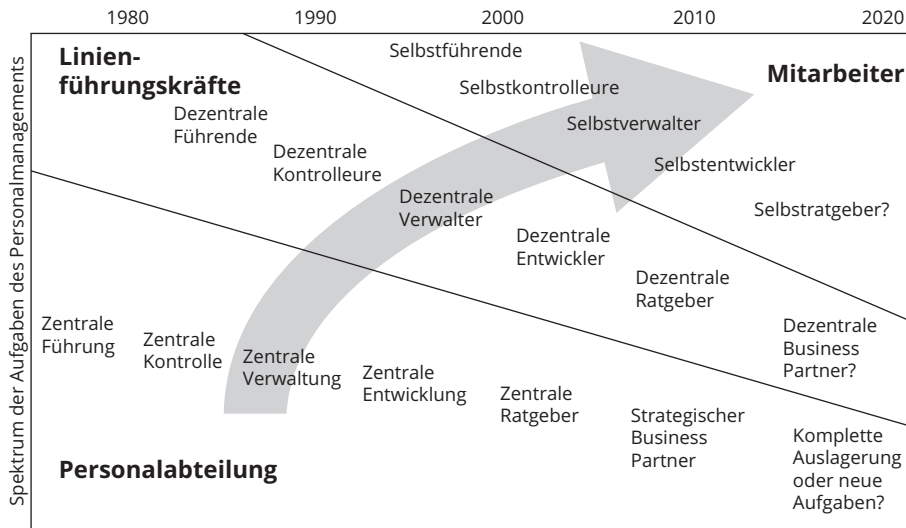 1980 1990 2000 2010 2020
Spektrum der Aufgaben des Personalmanagements
Linien-
führungskräfte
Dezentrale
Führende
Dezentrale
Kontrolleure
Dezentrale
Verwalter
Dezentrale
Entwickler
Dezentrale
Ratgeber
Dezentrale
Business
Partner?
Selbstführende
Selbstkontrolleure
Selbstverwalter
Selbstentwickler
Selbstratgeber?
Mitarbeiter
Zentrale
Führung
Zentrale
Kontrolle
Zentrale
Verwaltung
Zentrale
Entwicklung
Zentrale
Ratgeber
Strategischer
Business
Partner
Komplette
Auslagerung
oder neue
Aufgaben?
Personalabteilung